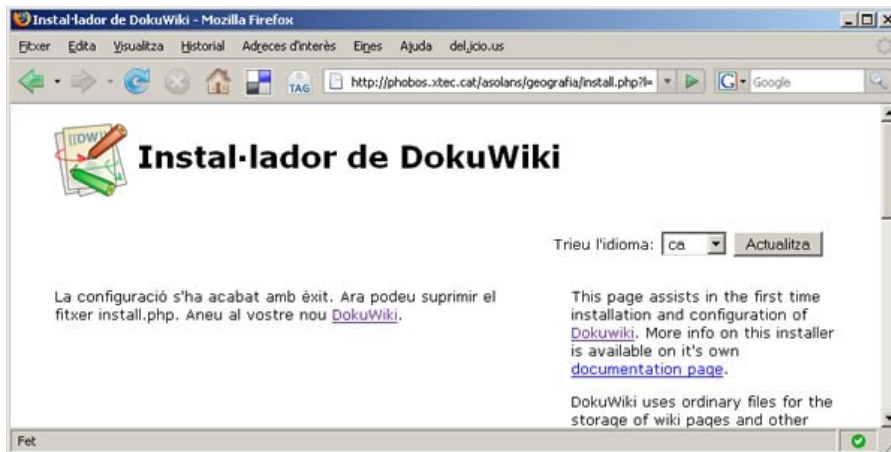 Instal·lador de DokuWiki - Mozilla Firefox
Fitxer Edita Visualitza Historial Adreces d'interès Eines Ajuda del.icio.us
TAG http://phobos.xtec.cat/asolans/geografia/install.php?l= G Google
[[DW]]
Instal·lador de DokuWiki
Trieu l'idioma: ca Actualitza
La configuració s'ha acabat amb èxit. Ara podeu suprimir el
fitxer install.php. Aneu al vostre nou DokuWiki.
This page assists in the first time
installation and configuration of
Dokuwiki. More info on this installer
is available on it's own
documentation page.
DokuWiki uses ordinary files for the
storage of wiki pages and other
Fet